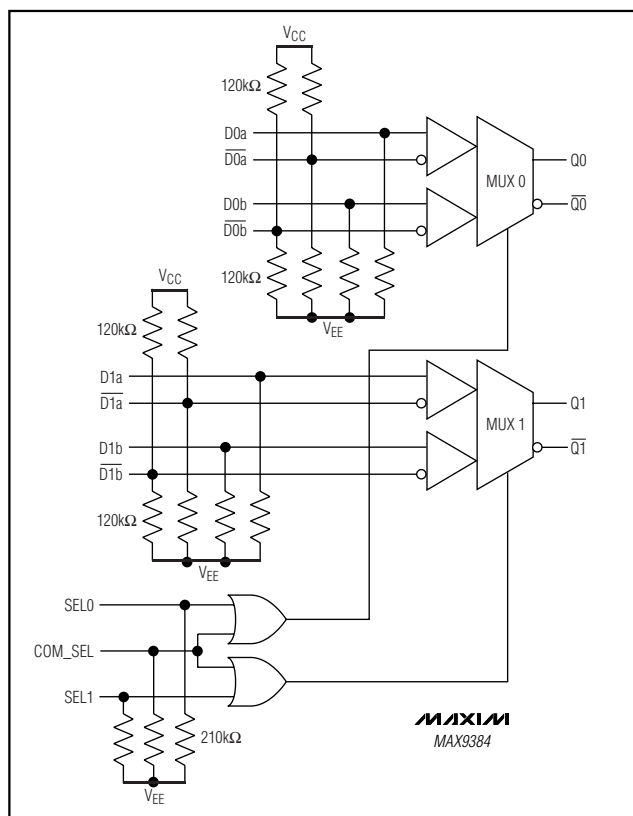 VCC
120kΩ
D0a
D0a
D0b
D0b
120kΩ
VEE
MUX 0
Q0
Q0
VCC
120kΩ
D1a
D1a
D1b
D1b
120kΩ
VEE
MUX 1
Q1
Q1
SEL0
COM_SEL
SEL1
210kΩ
VEE
MAXIM
MAX9384